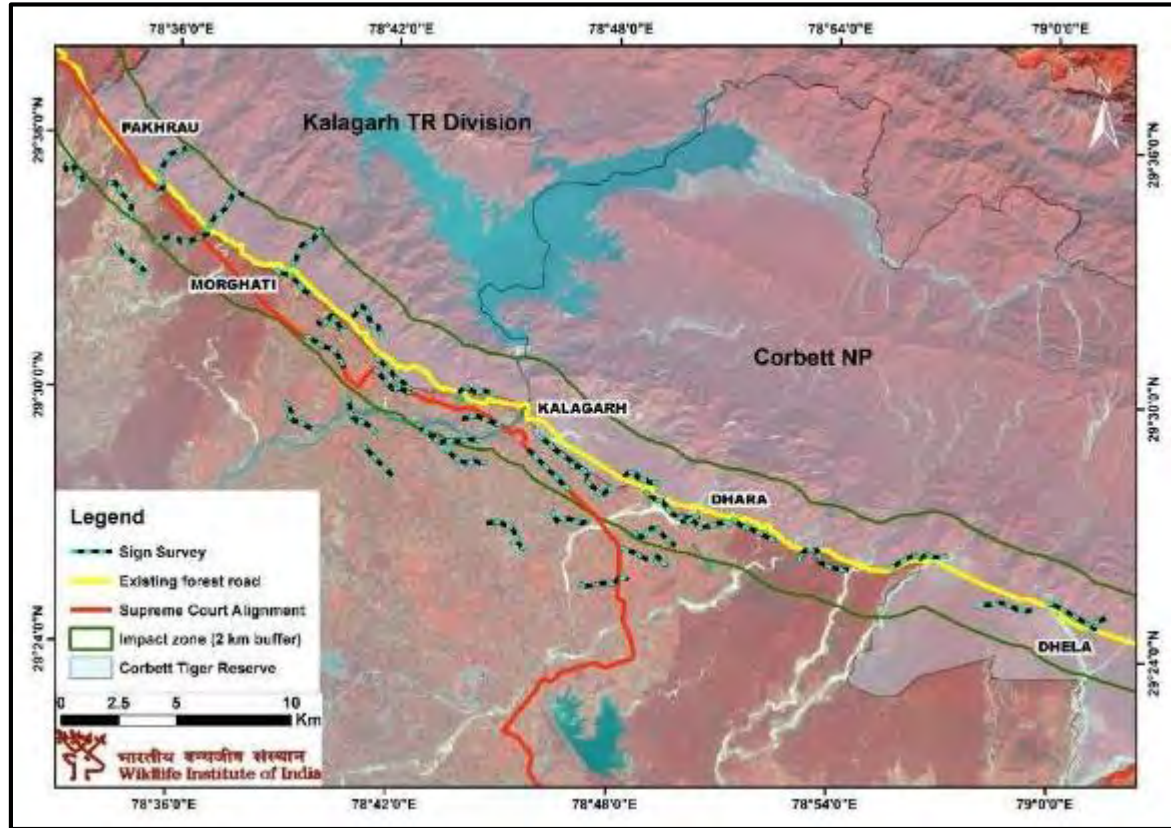 78°36'0"E 78°42'0"E 78°48'0"E 78°54'0"E 79°0'0"E
29°36'0"N
29°36'0"N
PAKHRAU
Kalagarh TR Division
MORGHATI
Corbett NP
29°30'0"N
29°30'0"N
KALAGARH
DHARA
Legend
Sign Survey
Existing forest road
Supreme Court Alignment
Impact zone (2 km buffer)
Corbett Tiger Reserve
29°24'0"N
29°24'0"N
DHELA
0 2.5 5 10
Km
भारतीय वन्यजीव संस्थान
Wildlife Institute of India
78°36'0"E 78°42'0"E 78°48'0"E 78°54'0"E 79°0'0"E